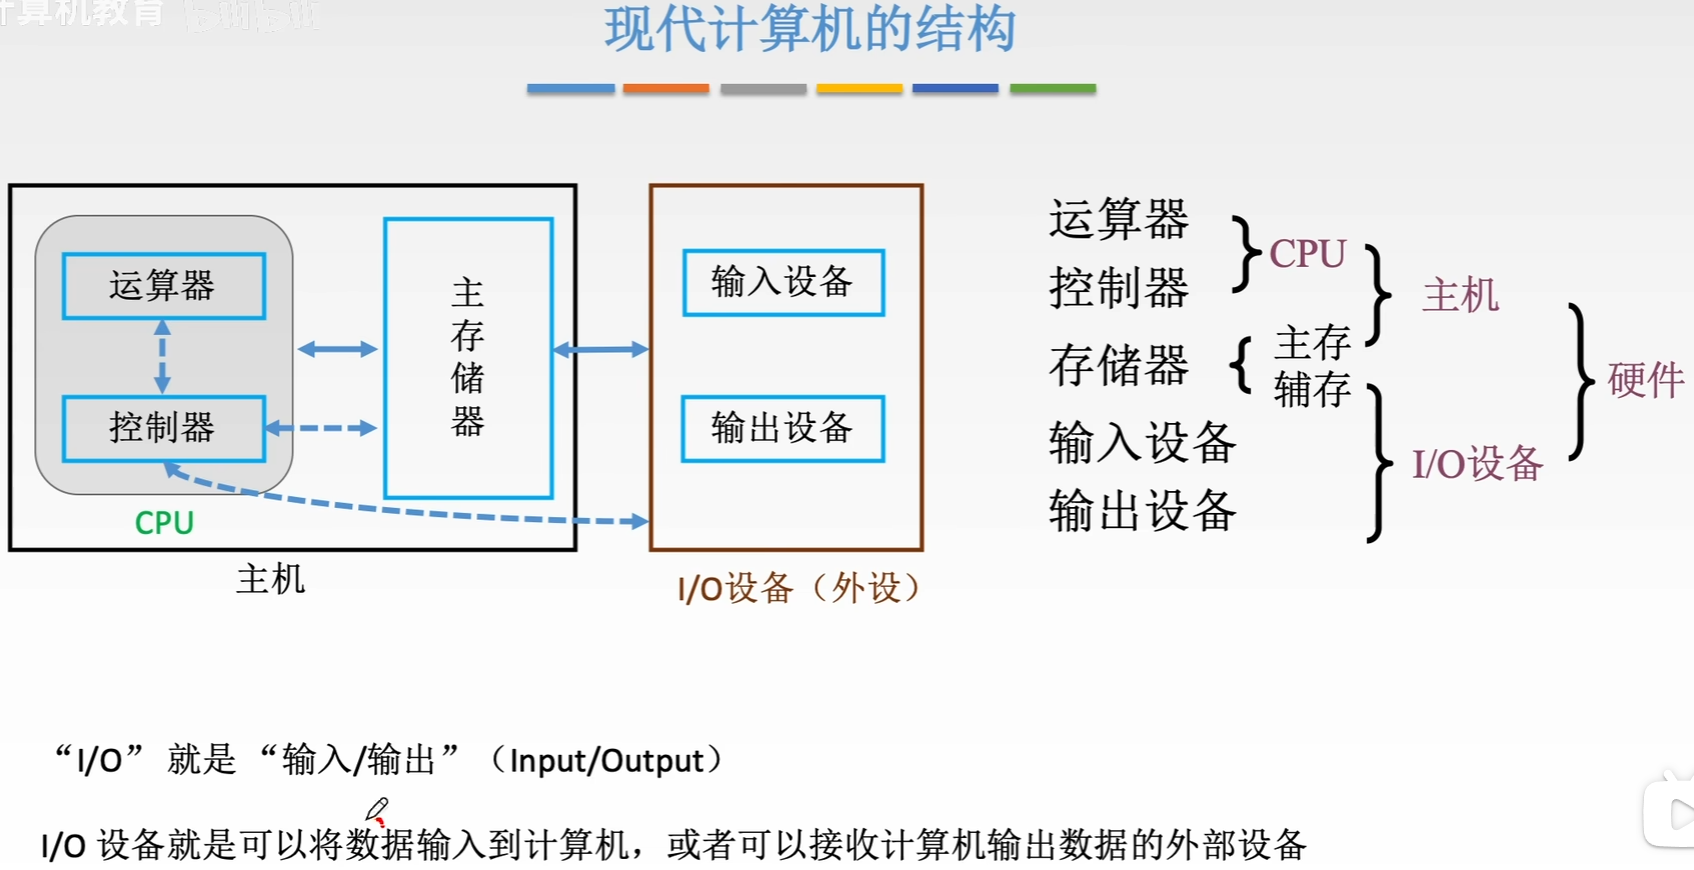 计算机教育 bilibili
现代计算机的结构
运算器
控制器
CPU
主存储器
主机
输入设备
输出设备
I/O设备（外设）
运算器
控制器
CPU
存储器
主存
辅存
主机
输入设备
输出设备
I/O设备
硬件
“I/O” 就是 “输入/输出” （Input/Output）
I/O 设备就是可以将数据输入到计算机，或者可以接收计算机输出数据的外部设备